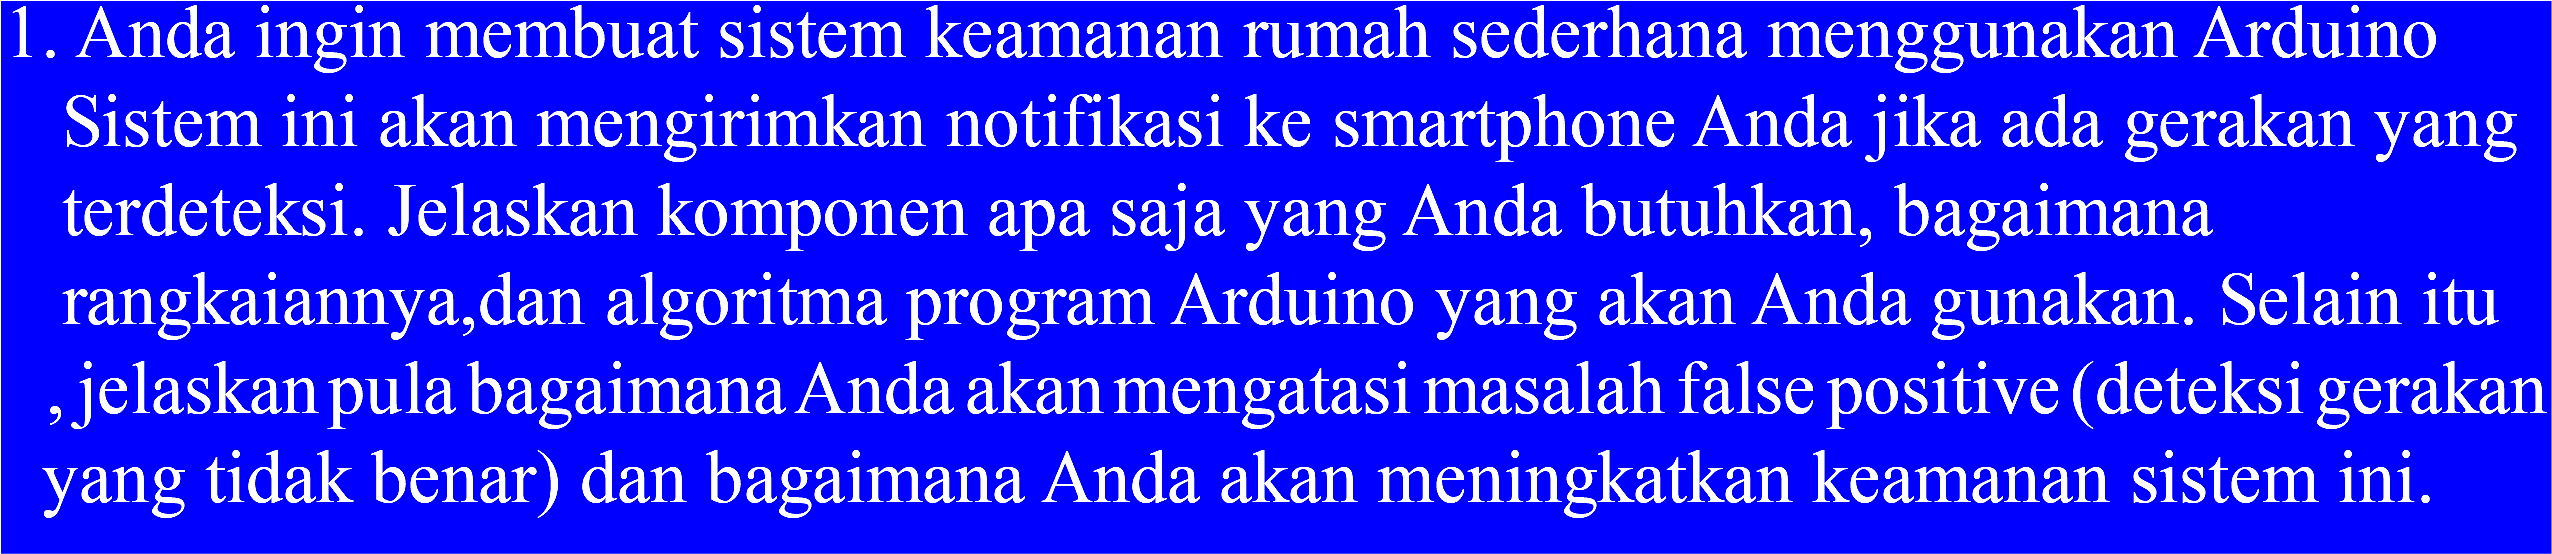 1. Anda ingin membuat sistem keamanan rumah sederhana menggunakan Arduino
Sistem ini akan mengirimkan notifikasi ke smartphone Anda jika ada gerakan yang
terdeteksi. Jelaskan komponen apa saja yang Anda butuhkan, bagaimana
rangkaiannya,dan algoritma program Arduino yang akan Anda gunakan. Selain itu
, jelaskan pula bagaimana Anda akan mengatasi masalah false positive (deteksi gerakan
yang tidak benar) dan bagaimana Anda akan meningkatkan keamanan sistem ini.